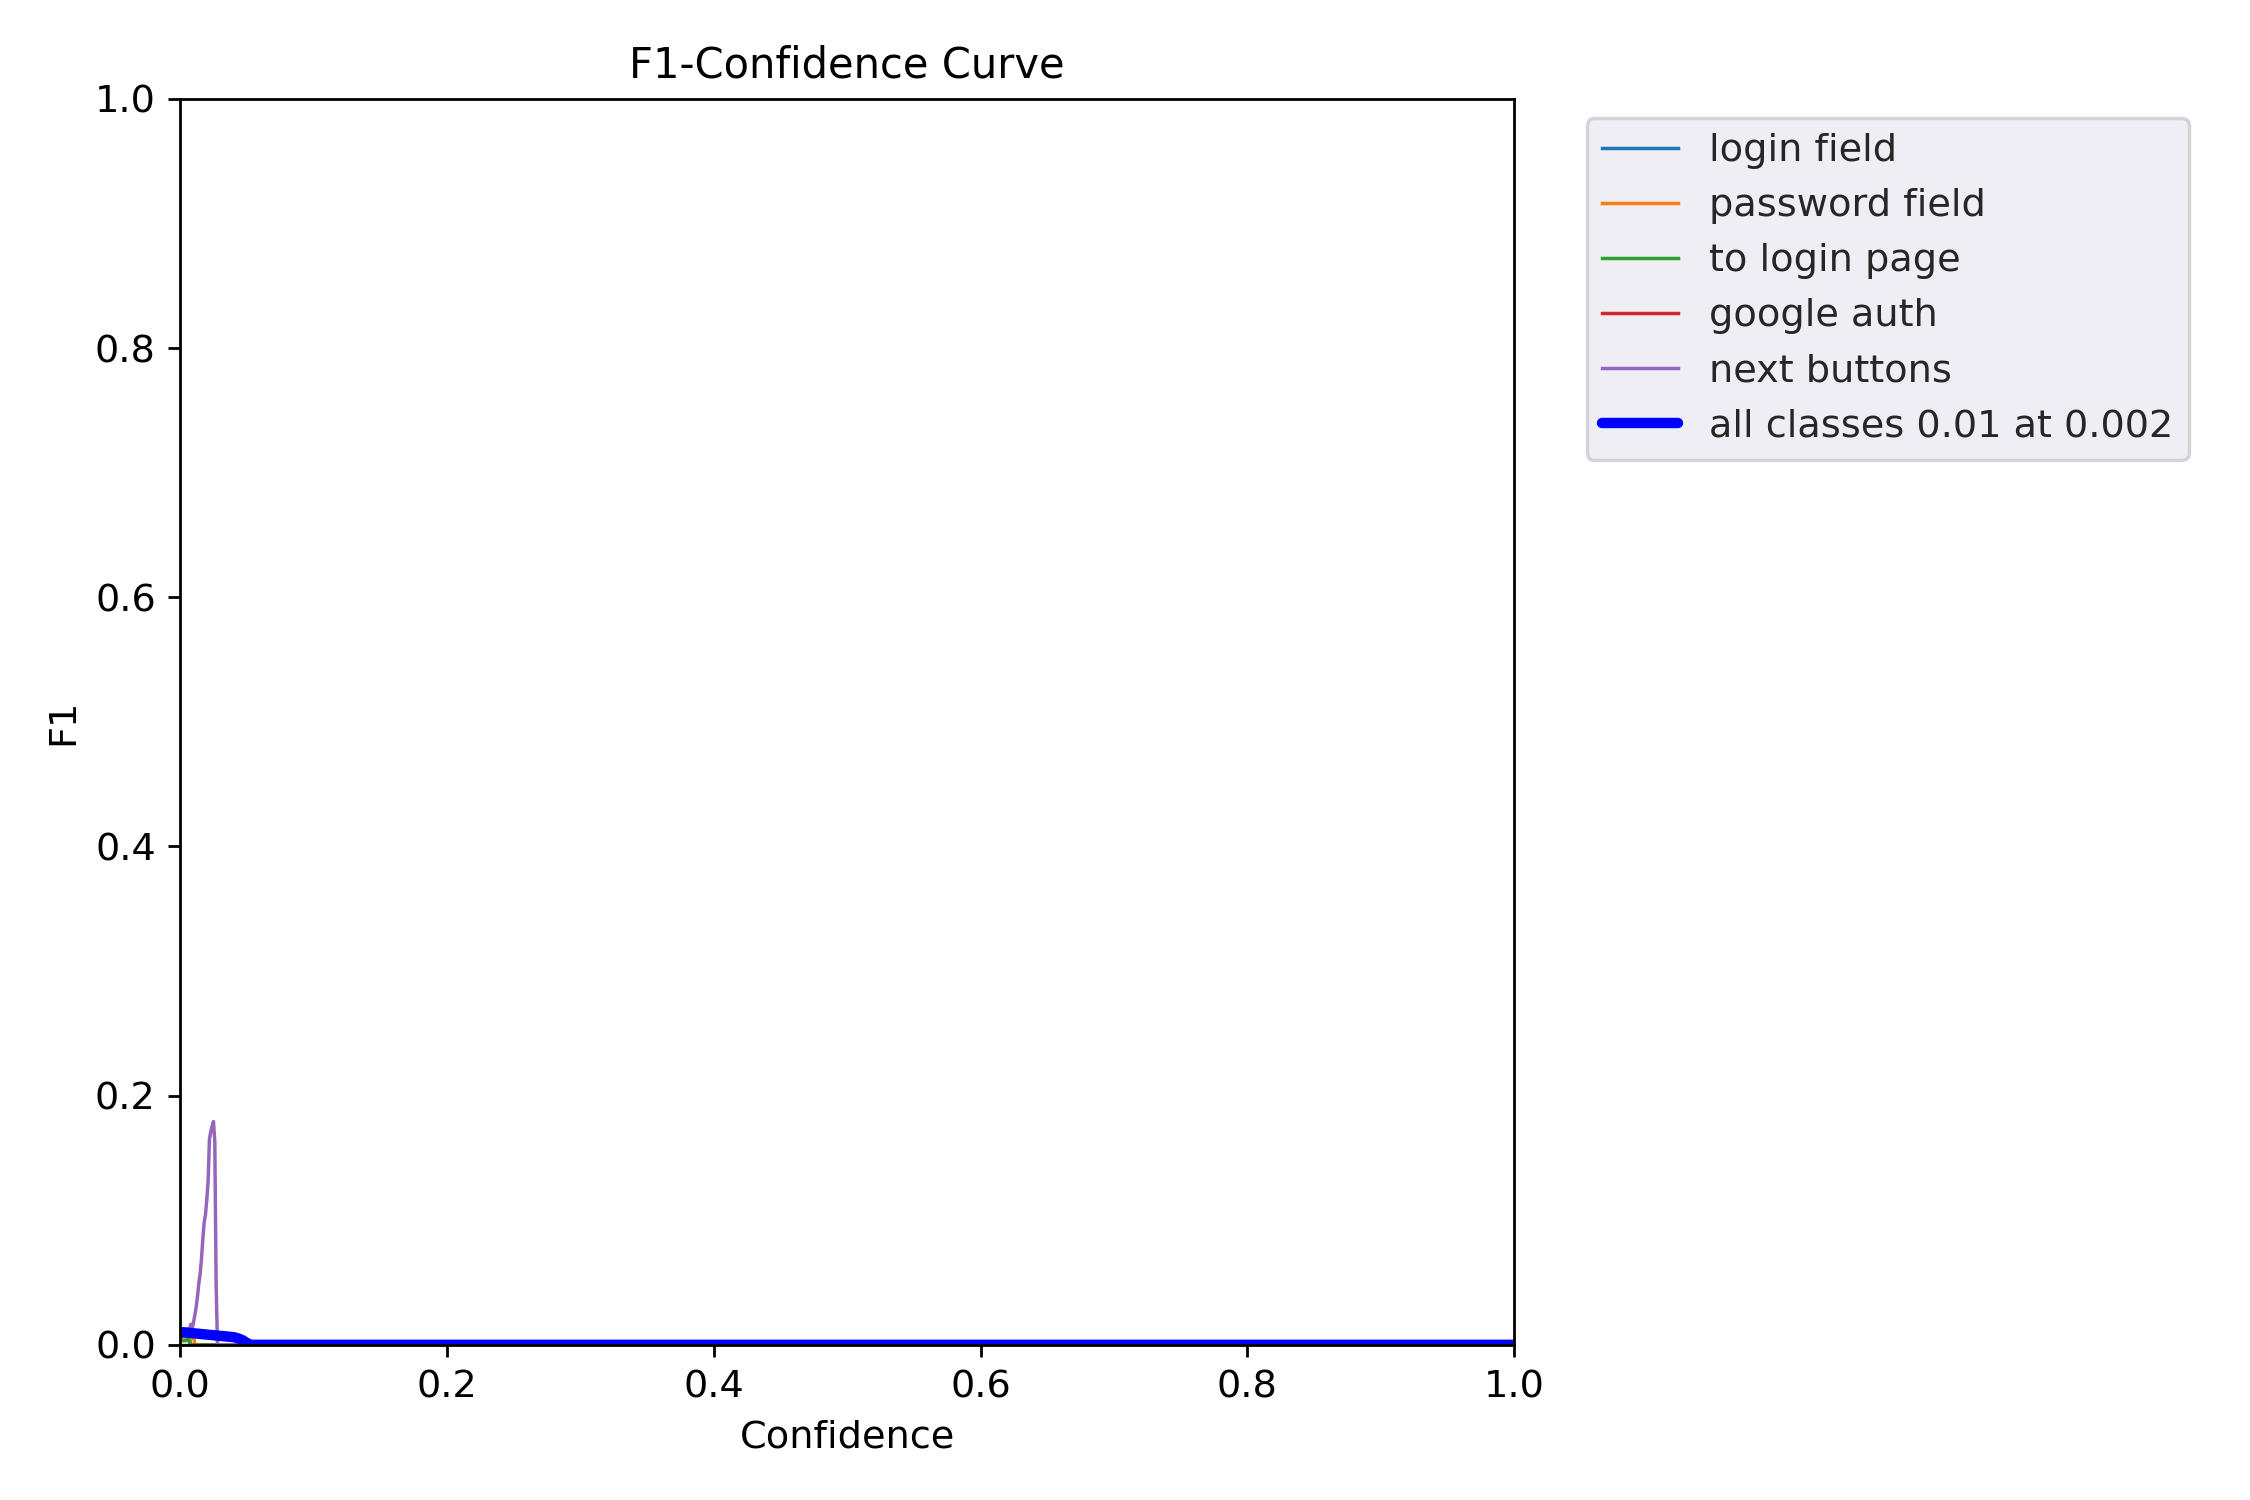 F1-Confidence Curve
1.0
0.8
0.6
0.4
0.2
0.0
F1
0.0 0.2 0.4 0.6 0.8 1.0
Confidence
login field
password field
to login page
google auth
next buttons
all classes 0.01 at 0.002